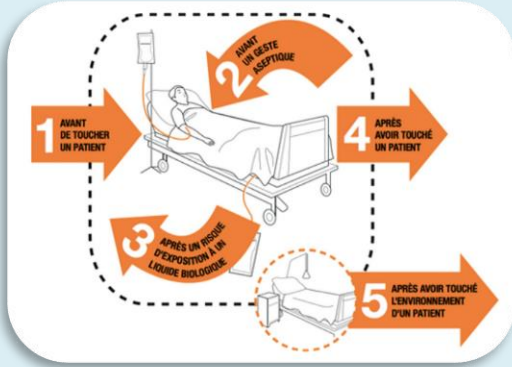 1 AVANT
DE TOUCHER
UN PATIENT
2 AVANT
UN GESTE
ASEPTIQUE
3 APRÈS UN RISQUE
D'EXPOSITION À UN
LIQUIDE BIOLOGIQUE
4 APRÈS
AVOIR TOUCHÉ
UN PATIENT
5 APRÈS AVOIR TOUCHÉ
L'ENVIRONNEMENT
D'UN PATIENT